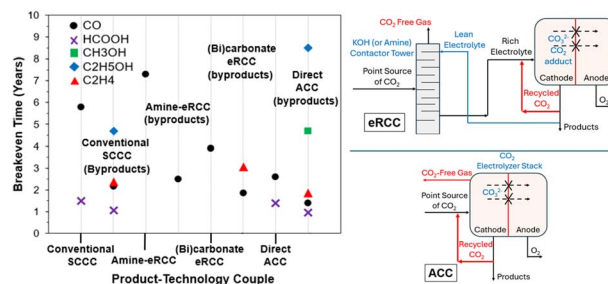 CO
HCOOH
CH3OH
C2H5OH
C2H4
Breakeven Time (Years)
10
9
8
7
6
5
4
3
2
1
0
(Bi)carbonate
eRCC
(byproducts)
Direct
ACC
(byproducts)
Amine-eRCC
(byproducts)
Conventional
SCCC
(Byproducts)
Conventional
SCCC
Amine-eRCC
(Bi)carbonate
eRCC
Direct
ACC
Product-Technology Couple
CO₂ Free Gas
KOH (or Amine)
Contactor Tower
Lean
Electrolyte
Rich
Electrolyte
Point Source
of CO₂
CO₃²⁻
CO₂
adduct
Cathode
Anode
Recycled
CO₂
O₂
Products
eRCC
CO₂
Electrolyzer Stack
CO₂-Free Gas
CO₃²⁻
Point Source
of CO₂
Cathode
Anode
Recycled
CO₂
O₂
Products
ACC